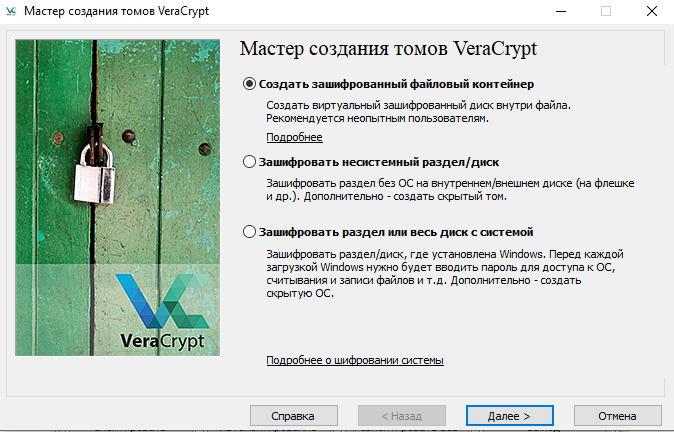 Мастер создания томов VeraCrypt
Мастер создания томов VeraCrypt
Создать зашифрованный файловый контейнер
Создать виртуальный зашифрованный диск внутри файла.
Рекомендуется неопытным пользователям.
Подробнее
Зашифровать несистемный раздел/диск
Зашифровать раздел без ОС на внутреннем/внешнем диске (на флешке
и др.). Дополнительно - создать скрытый том.
Зашифровать раздел или весь диск с системой
Зашифровать раздел/диск, где установлена Windows. Перед каждой
загрузкой Windows нужно будет вводить пароль для доступа к ОС,
считывания и записи файлов и т.д. Дополнительно - создать
скрытую ОС.
VeraCrypt
Подробнее о шифровании системы
Справка
< Назад
Далее >
Отмена